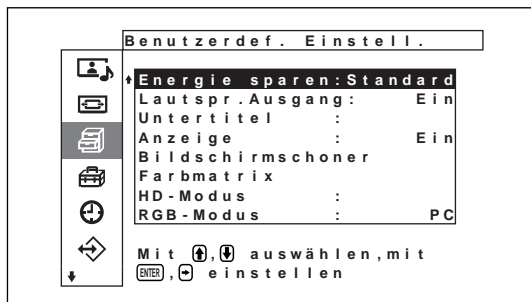 Benutzerdef. Einstell.
Energie sparen:Standard
Lautspr.Ausgang: Ein
Untertitel :
Anzeige : Ein
Bildschirmschoner
Farbmatrix
HD-Modus :
RGB-Modus : PC
Mit ↑,↓ auswählen,mit
ENTER,→ einstellen